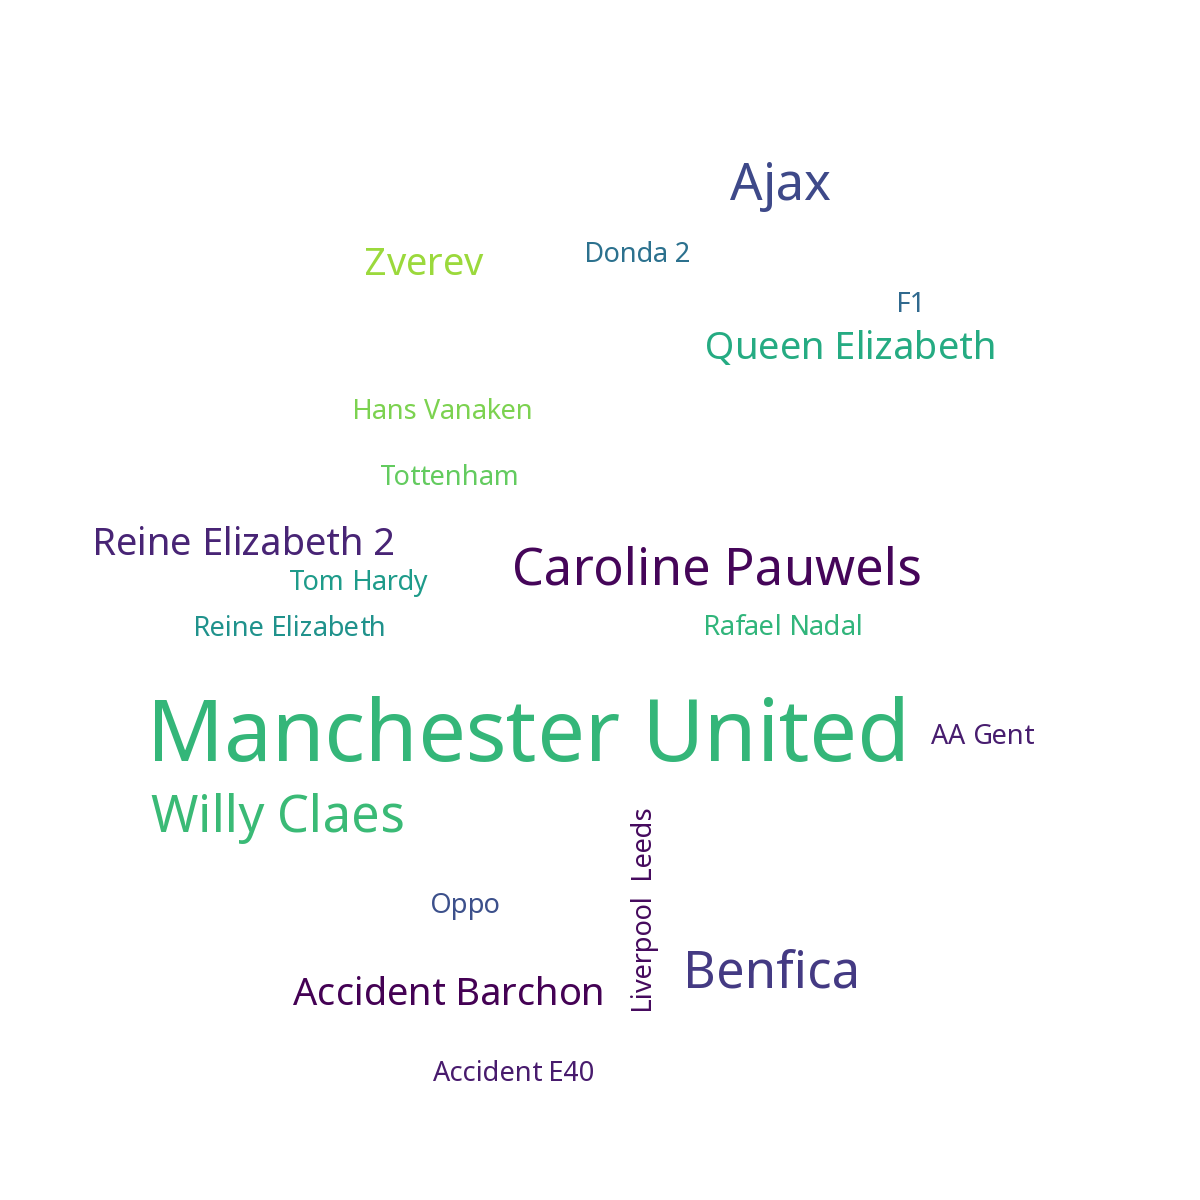 Ajax
Donda 2
Zverev
F1
Queen Elizabeth
Hans Vanaken
Tottenham
Reine Elizabeth 2
Caroline Pauwels
Tom Hardy
Reine Elizabeth
Rafael Nadal
Manchester United
AA Gent
Willy Claes
Leeds
Oppo
Liverpool
Benfica
Accident Barchon
Accident E40